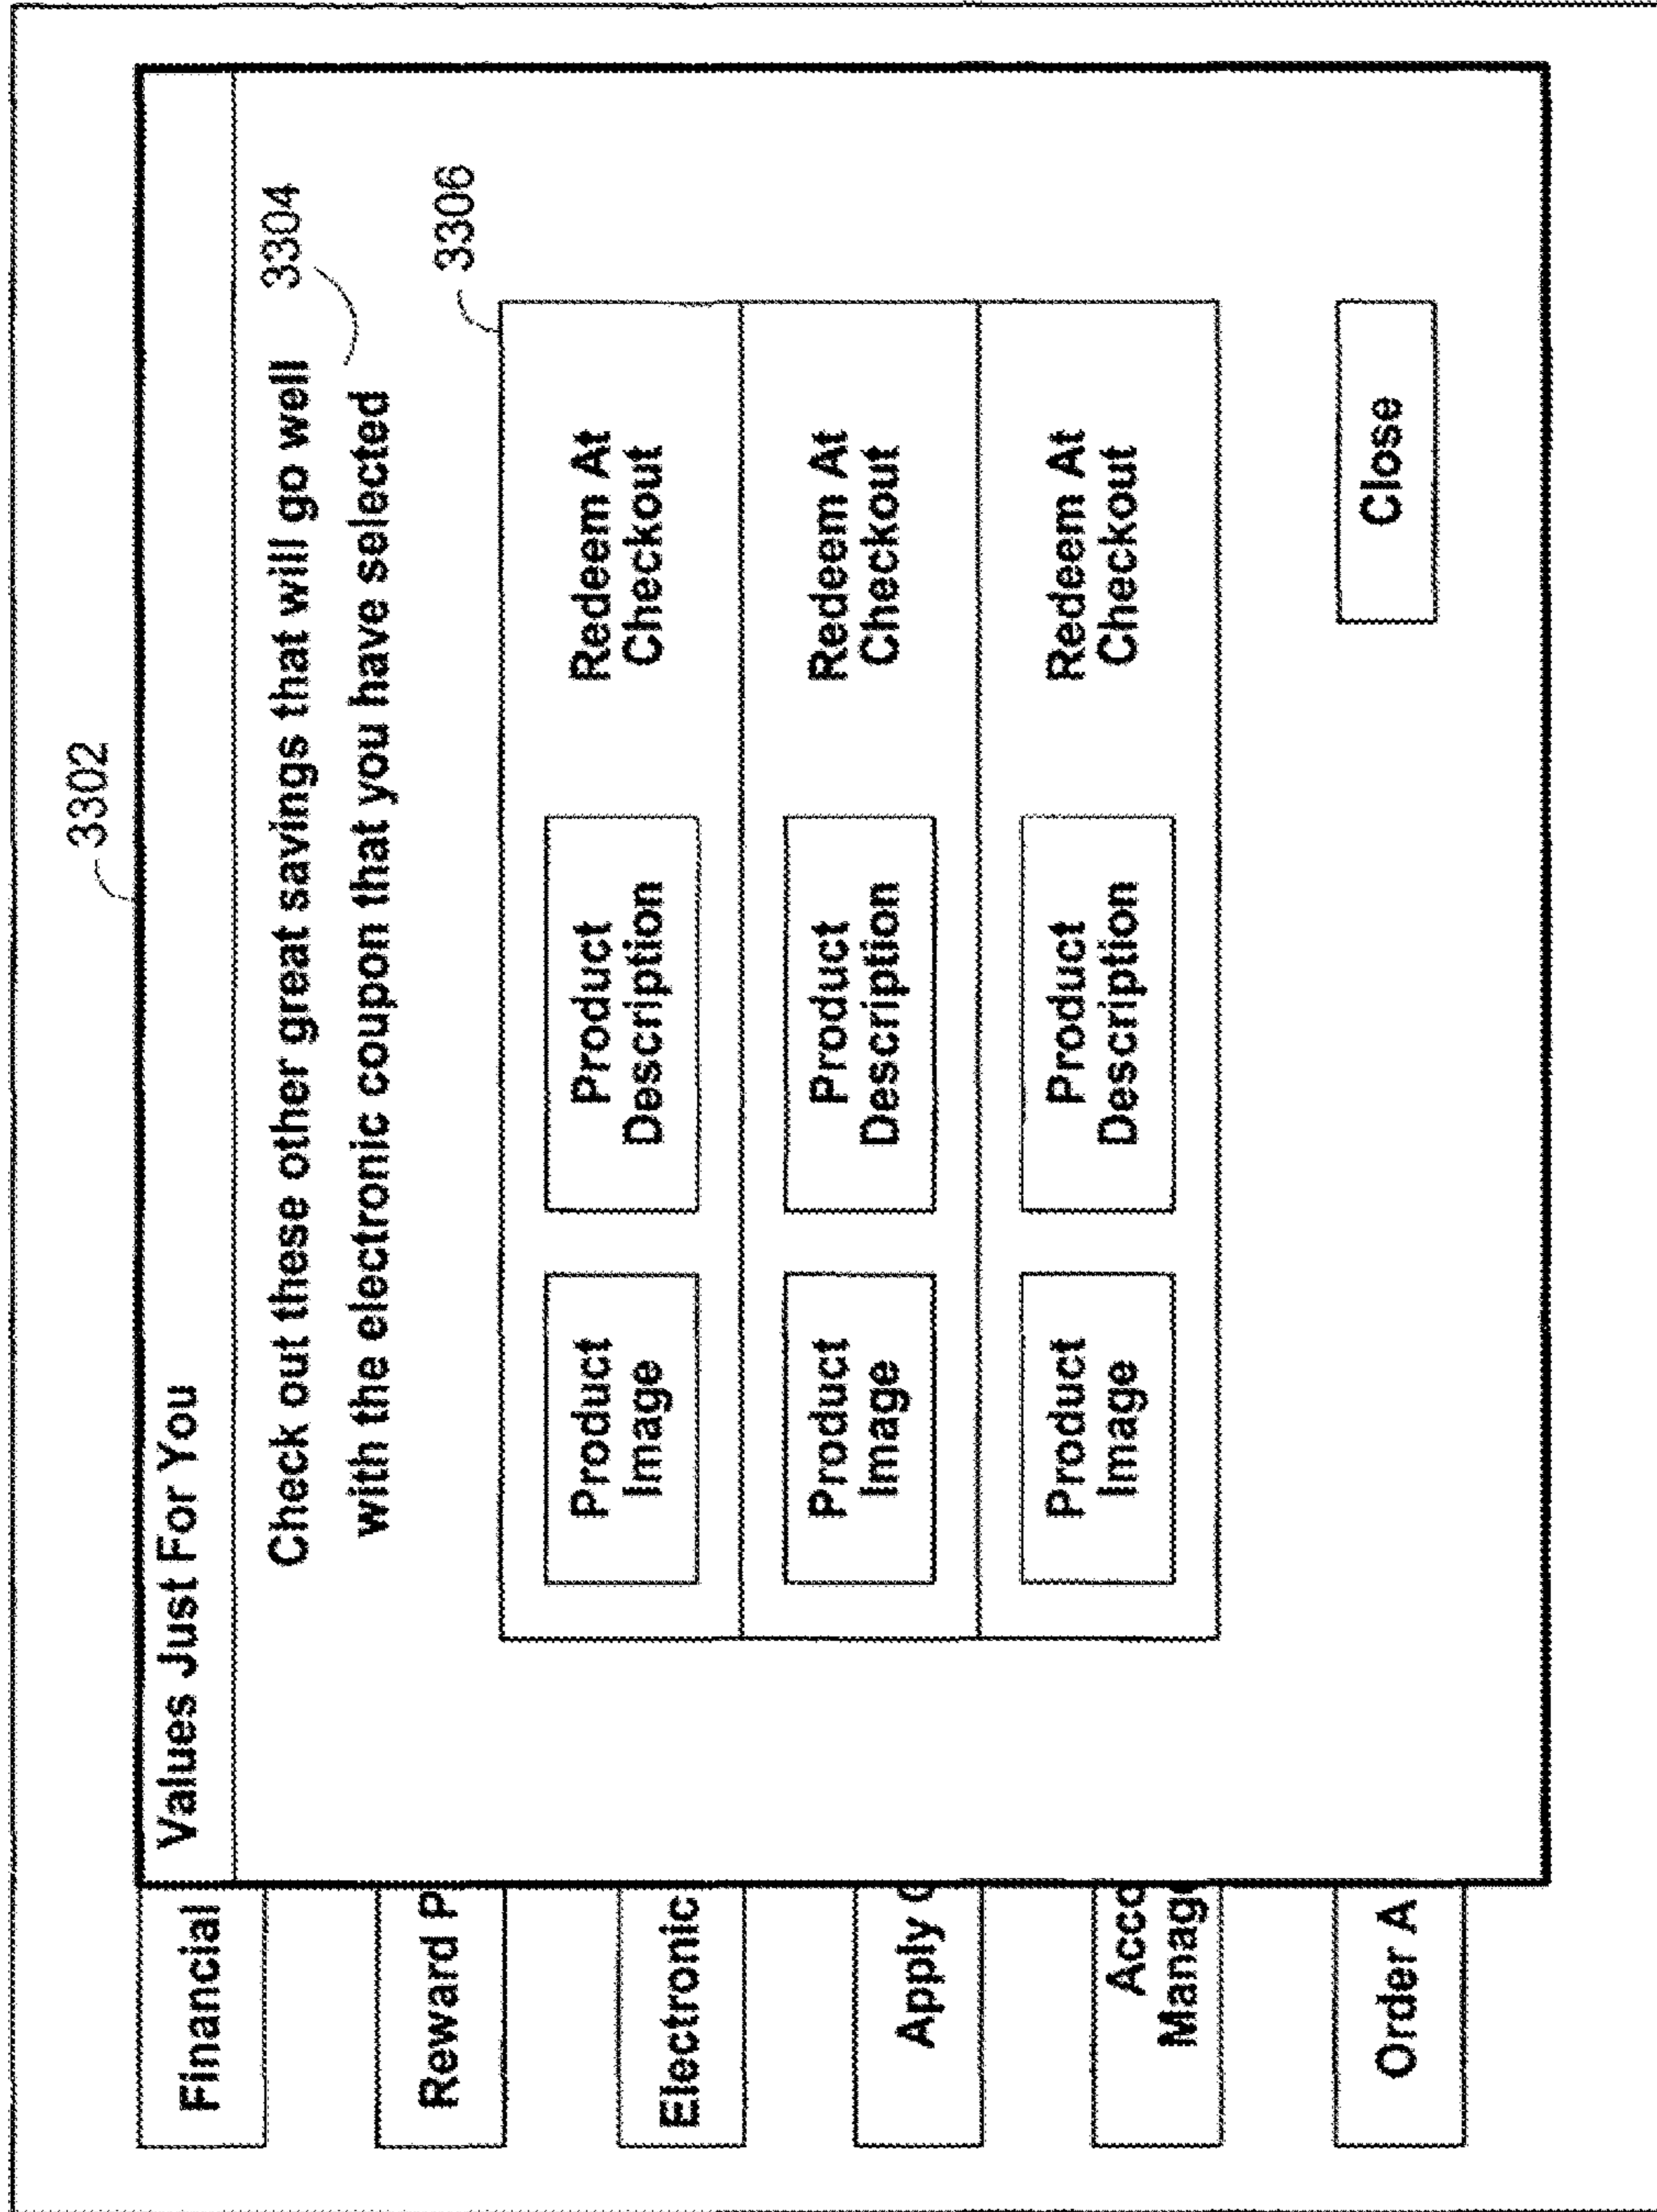 3302
Values Just For You
Check out these other great savings that will go well
with the electronic coupon that you have selected
3304
3306
Product
Image
Product
Description
Redeem At
Checkout
Product
Image
Product
Description
Redeem At
Checkout
Product
Image
Product
Description
Redeem At
Checkout
Close
Financial
Reward P
Electronic
Apply
Acco
Manag
Order A